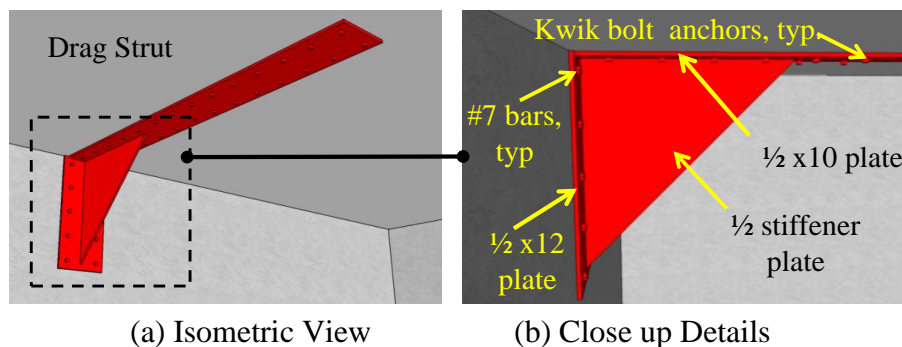 Drag Strut
Kwik bolt  anchors, typ.
#7 bars,
typ
½ x10 plate
½ x12
plate
½ stiffener
plate
(a) Isometric View
(b) Close up Details